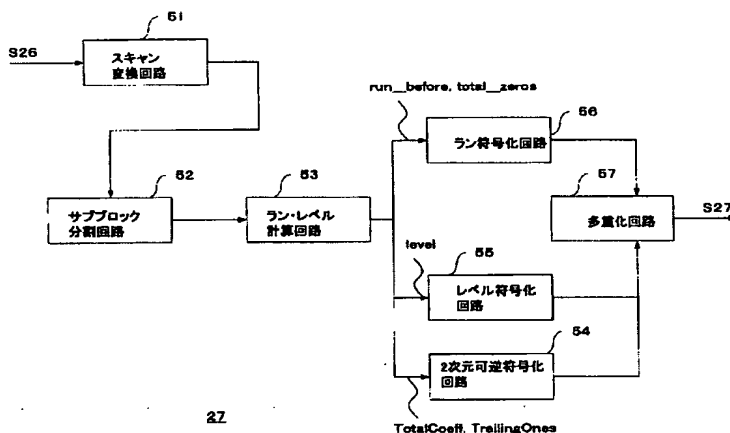 51
S26
スキャン
変換回路
run_before, total_zeros
56
ラン符号化回路
52
53
57
サブブロック
分割回路
ラン・レベル
計算回路
多重化回路
S27
level
55
レベル符号化
回路
54
2次元可逆符号化
回路
27
TotalCoeff, TrailingOnes